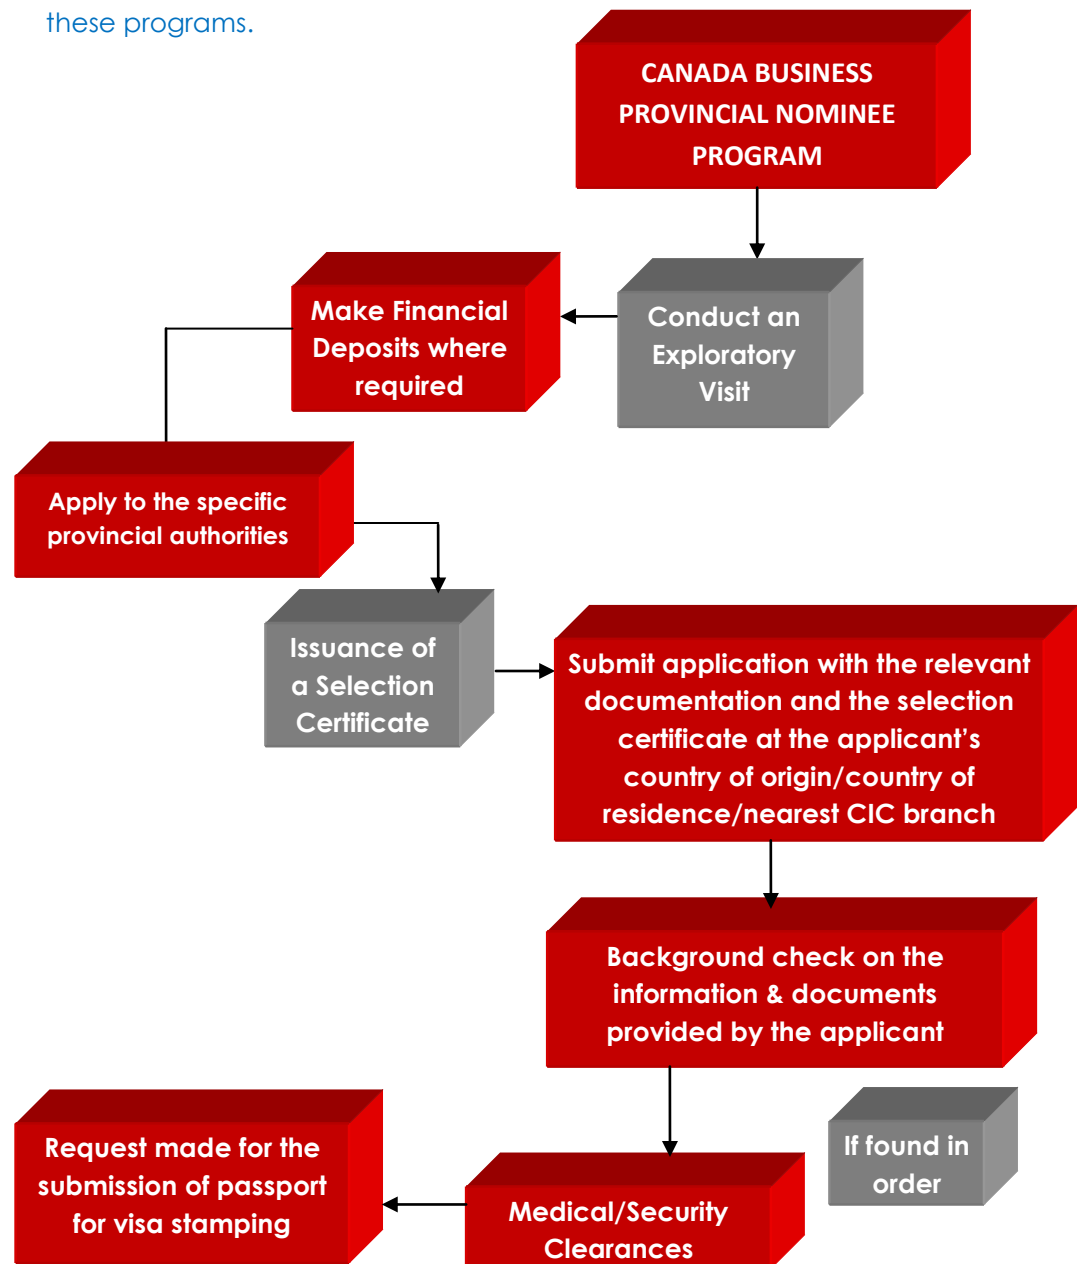 these programs.
CANADA BUSINESS
PROVINCIAL NOMINEE
PROGRAM
Conduct an
Exploratory
Visit
Make Financial
Deposits where
required
Apply to the specific
provincial authorities
Issuance of
a Selection
Certificate
Submit application with the relevant
documentation and the selection
certificate at the applicant’s
country of origin/country of
residence/nearest CIC branch
Background check on the
information & documents
provided by the applicant
If found in
order
Medical/Security
Clearances
Request made for the
submission of passport
for visa stamping